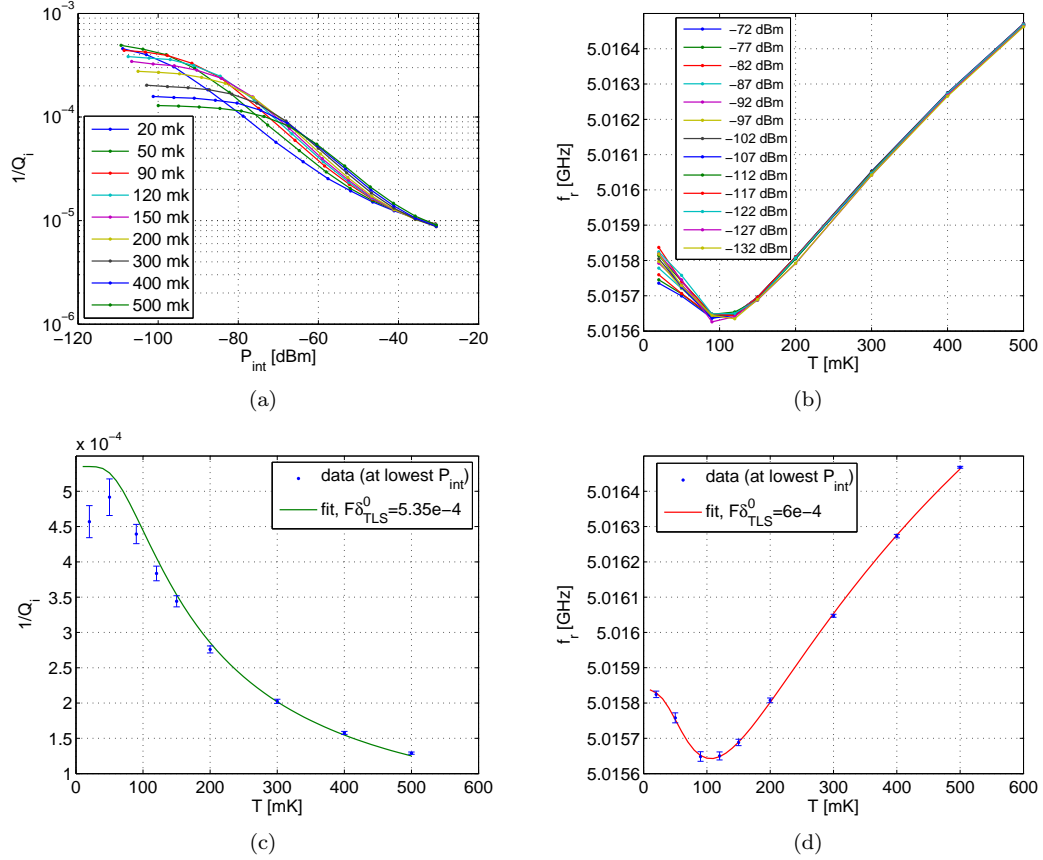 10^-3
10^-4
10^-5
10^-6
1/Q_i
20 mk
50 mk
90 mk
120 mk
150 mk
200 mk
300 mk
400 mk
500 mk
−120 −100 −80 −60 −40 −20
P_int [dBm]
(a)
5.0164
5.0163
5.0162
5.0161
5.016
5.0159
5.0158
5.0157
5.0156
f_r [GHz]
−72 dBm
−77 dBm
−82 dBm
−87 dBm
−92 dBm
−97 dBm
−102 dBm
−107 dBm
−112 dBm
−117 dBm
−122 dBm
−127 dBm
−132 dBm
0 100 200 300 400 500
T [mK]
(b)
x 10^-4
5
4.5
4
3.5
3
2.5
2
1.5
1
1/Q_i
data (at lowest P_int)
fit, Fδ^0_TLS=5.35e−4
0 100 200 300 400 500 600
T [mK]
(c)
5.0164
5.0163
5.0162
5.0161
5.016
5.0159
5.0158
5.0157
5.0156
f_r [GHz]
data (at lowest P_int)
fit, Fδ^0_TLS=6e−4
0 100 200 300 400 500 600
T [mK]
(d)